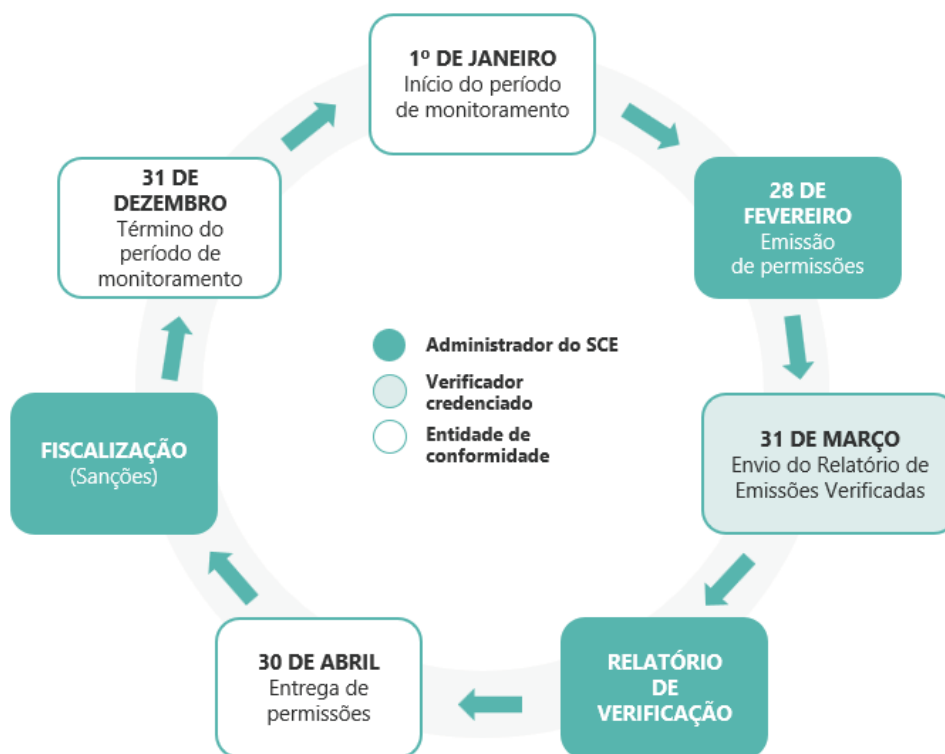 1º DE JANEIRO
Início do período
de monitoramento
28 DE
FEVEREIRO
Emissão
de permissões
31 DE MARÇO
Envio do Relatório de
Emissões Verificadas
RELATÓRIO
DE
VERIFICAÇÃO
30 DE ABRIL
Entrega de
permissões
FISCALIZAÇÃO
(Sanções)
31 DE
DEZEMBRO
Término do
período de
monitoramento
Administrador do SCE
Verificador
credenciado
Entidade de
conformidade